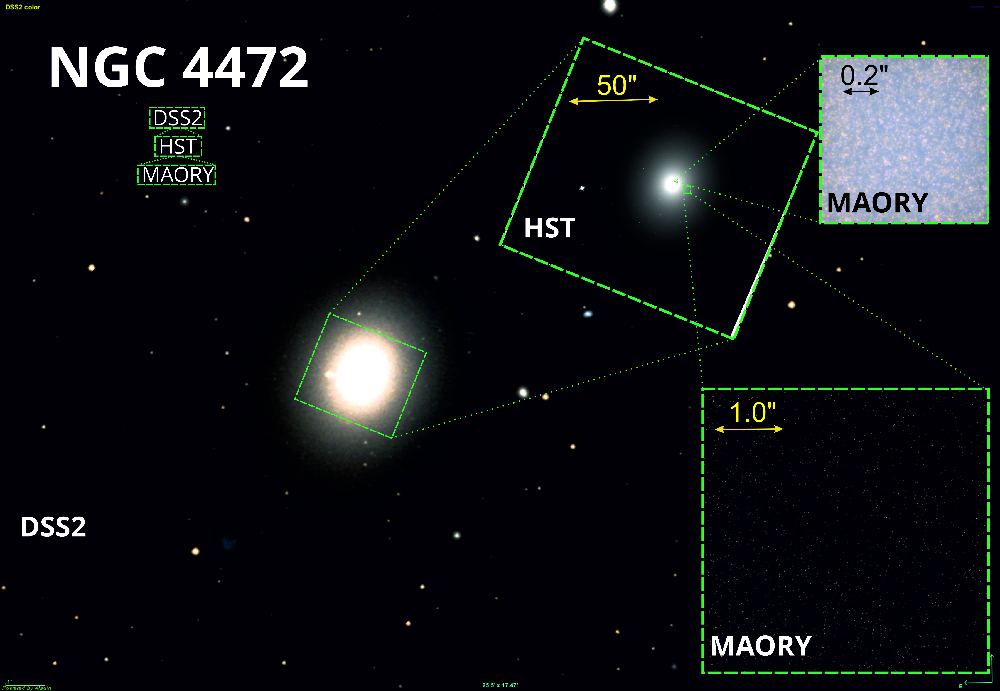 DSS2 color
NGC 4472
DSS2
HST
MAORY
50"
HST
0.2"
MAORY
1.0"
MAORY
DSS2
1'
Powered by Aladin
25.5' x 17.47'
E